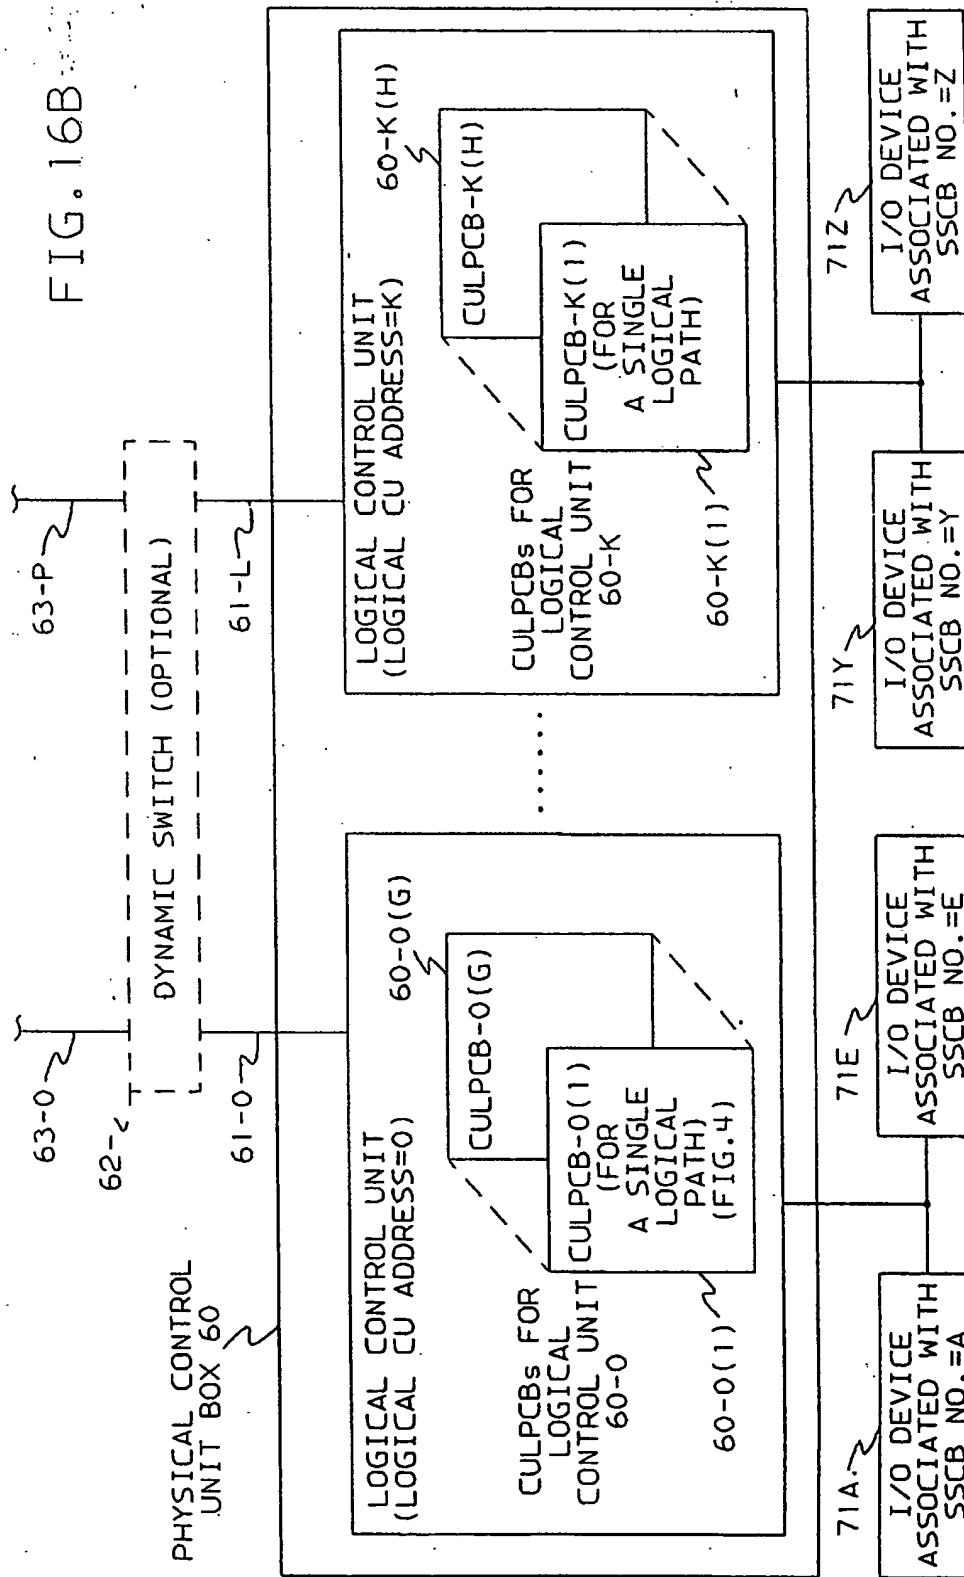 FIG.16B
63-0
63-P
62
DYNAMIC SWITCH (OPTIONAL)
61-0
61-L
PHYSICAL CONTROL
UNIT BOX 60
LOGICAL CONTROL UNIT
(LOGICAL CU ADDRESS=0)
60-0(G)
CULPCB-0(G)
CULPCBs FOR
LOGICAL
CONTROL UNIT
60-0
CULPCB-0(1)
(FOR
A SINGLE
LOGICAL
PATH)
(FIG.4)
60-0(1)
.....
LOGICAL CONTROL UNIT
(LOGICAL CU ADDRESS=K)
60-K(H)
CULPCB-K(H)
CULPCBs FOR
LOGICAL
CONTROL UNIT
60-K
CULPCB-K(1)
(FOR
A SINGLE
LOGICAL
PATH)
60-K(1)
71A
I/O DEVICE
ASSOCIATED WITH
SSCB NO.=A
71E
I/O DEVICE
ASSOCIATED WITH
SSCB NO.=E
71Y
I/O DEVICE
ASSOCIATED WITH
SSCB NO.=Y
71Z
I/O DEVICE
ASSOCIATED WITH
SSCB NO.=Z